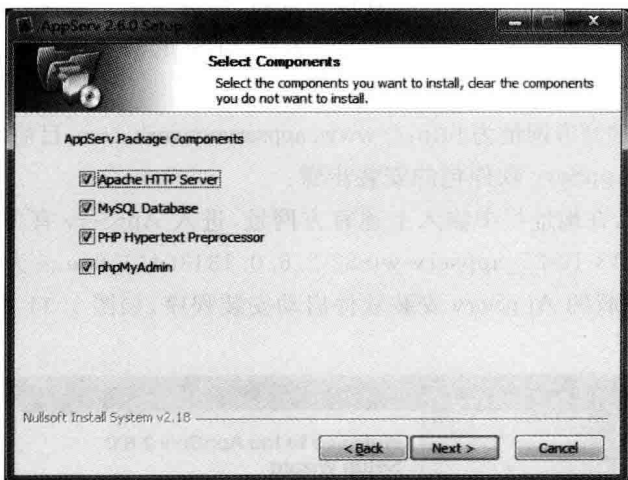 AppServ 2.6.0 Setup
Select Components
Select the components you want to install, clear the components
you do not want to install.
AppServ Package Components
Apache HTTP Server
MySQL Database
PHP Hypertext Preprocessor
phpMyAdmin
Nullsoft Install System v2.18
< Back
Next >
Cancel